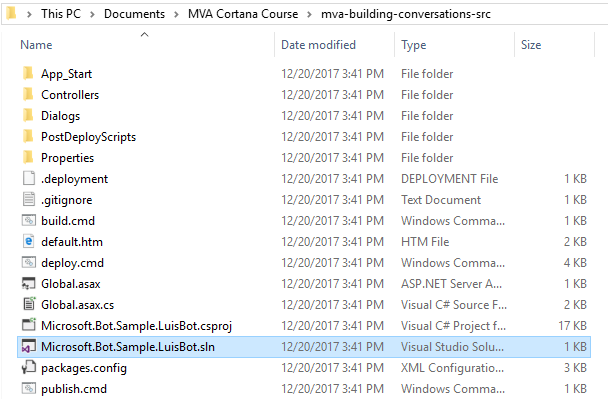 This PC > Documents > MVA Cortana Course > mva-building-conversations-src
Name Date modified Type Size
App_Start 12/20/2017 3:41 PM File folder
Controllers 12/20/2017 3:41 PM File folder
Dialogs 12/20/2017 3:41 PM File folder
PostDeployScripts 12/20/2017 3:41 PM File folder
Properties 12/20/2017 3:41 PM File folder
.deployment 12/20/2017 3:41 PM DEPLOYMENT File 1 KB
.gitignore 12/20/2017 3:41 PM Text Document 1 KB
build.cmd 12/20/2017 3:41 PM Windows Comma... 1 KB
default.htm 12/20/2017 3:41 PM HTM File 2 KB
deploy.cmd 12/20/2017 3:41 PM Windows Comma... 4 KB
Global.asax 12/20/2017 3:41 PM ASP.NET Server A... 1 KB
Global.asax.cs 12/20/2017 3:41 PM Visual C# Source F... 2 KB
Microsoft.Bot.Sample.LuisBot.csproj 12/20/2017 3:41 PM Visual C# Project f... 17 KB
Microsoft.Bot.Sample.LuisBot.sln 12/20/2017 3:41 PM Visual Studio Solu... 1 KB
packages.config 12/20/2017 3:41 PM XML Configuratio... 3 KB
publish.cmd 12/20/2017 3:41 PM Windows Comma... 1 KB